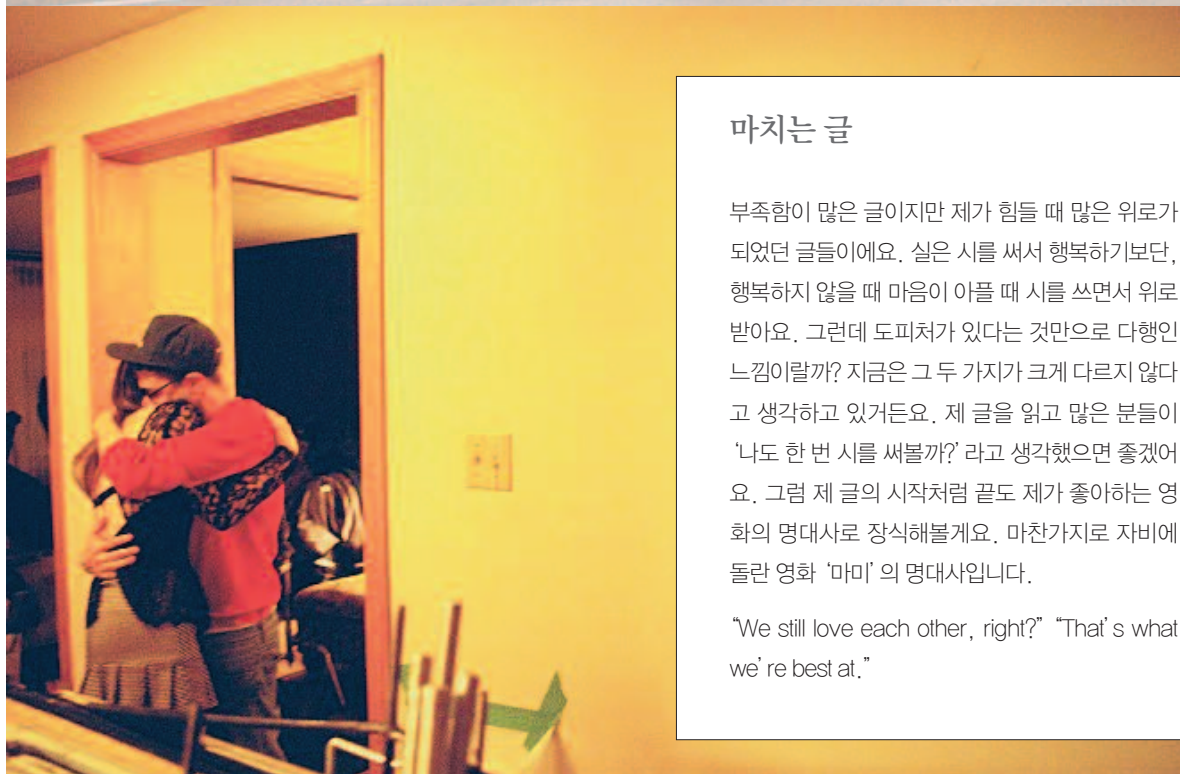 마치는 글
부족함이 많은 글이지만 제가 힘들 때 많은 위로가
되었던 글들이에요. 실은 시를 써서 행복하기보단,
행복하지 않을 때 마음이 아플 때 시를 쓰면서 위로
받아요. 그런데 도피처가 있다는 것만으로 다행인
느낌이랄까? 지금은 그 두 가지가 크게 다르지 않다
고 생각하고 있거든요. 제 글을 읽고 많은 분들이
‘나도 한 번 시를 써볼까?’라고 생각했으면 좋겠어
요. 그럼 제 글의 시작처럼 끝도 제가 좋아하는 영
화의 명대사로 장식해볼게요. 마찬가지로 자비에
돌란 영화 ‘마미’의 명대사입니다.
“We still love each other, right?” “That’s what
we’re best at.”